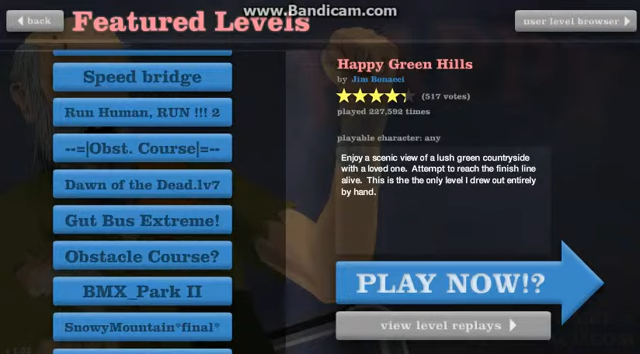 www.Bandicam.com
back
Featured Levels
user level browser
Speed bridge
Run Human, RUN !!! 2
--=|Obst. Course|=--
Dawn of the Dead.lv7
Gut Bus Extreme!
Obstacle Course?
BMX_Park II
SnowyMountain*final*
Happy Green Hills
by Jim Bonacci
(517 votes)
played 227,592 times
playable character: any
Enjoy a scenic view of a lush green countryside
with a loved one. Attempt to reach the finish line
alive. This is the the only level I drew out entirely
by hand.
PLAY NOW!?
view level replays